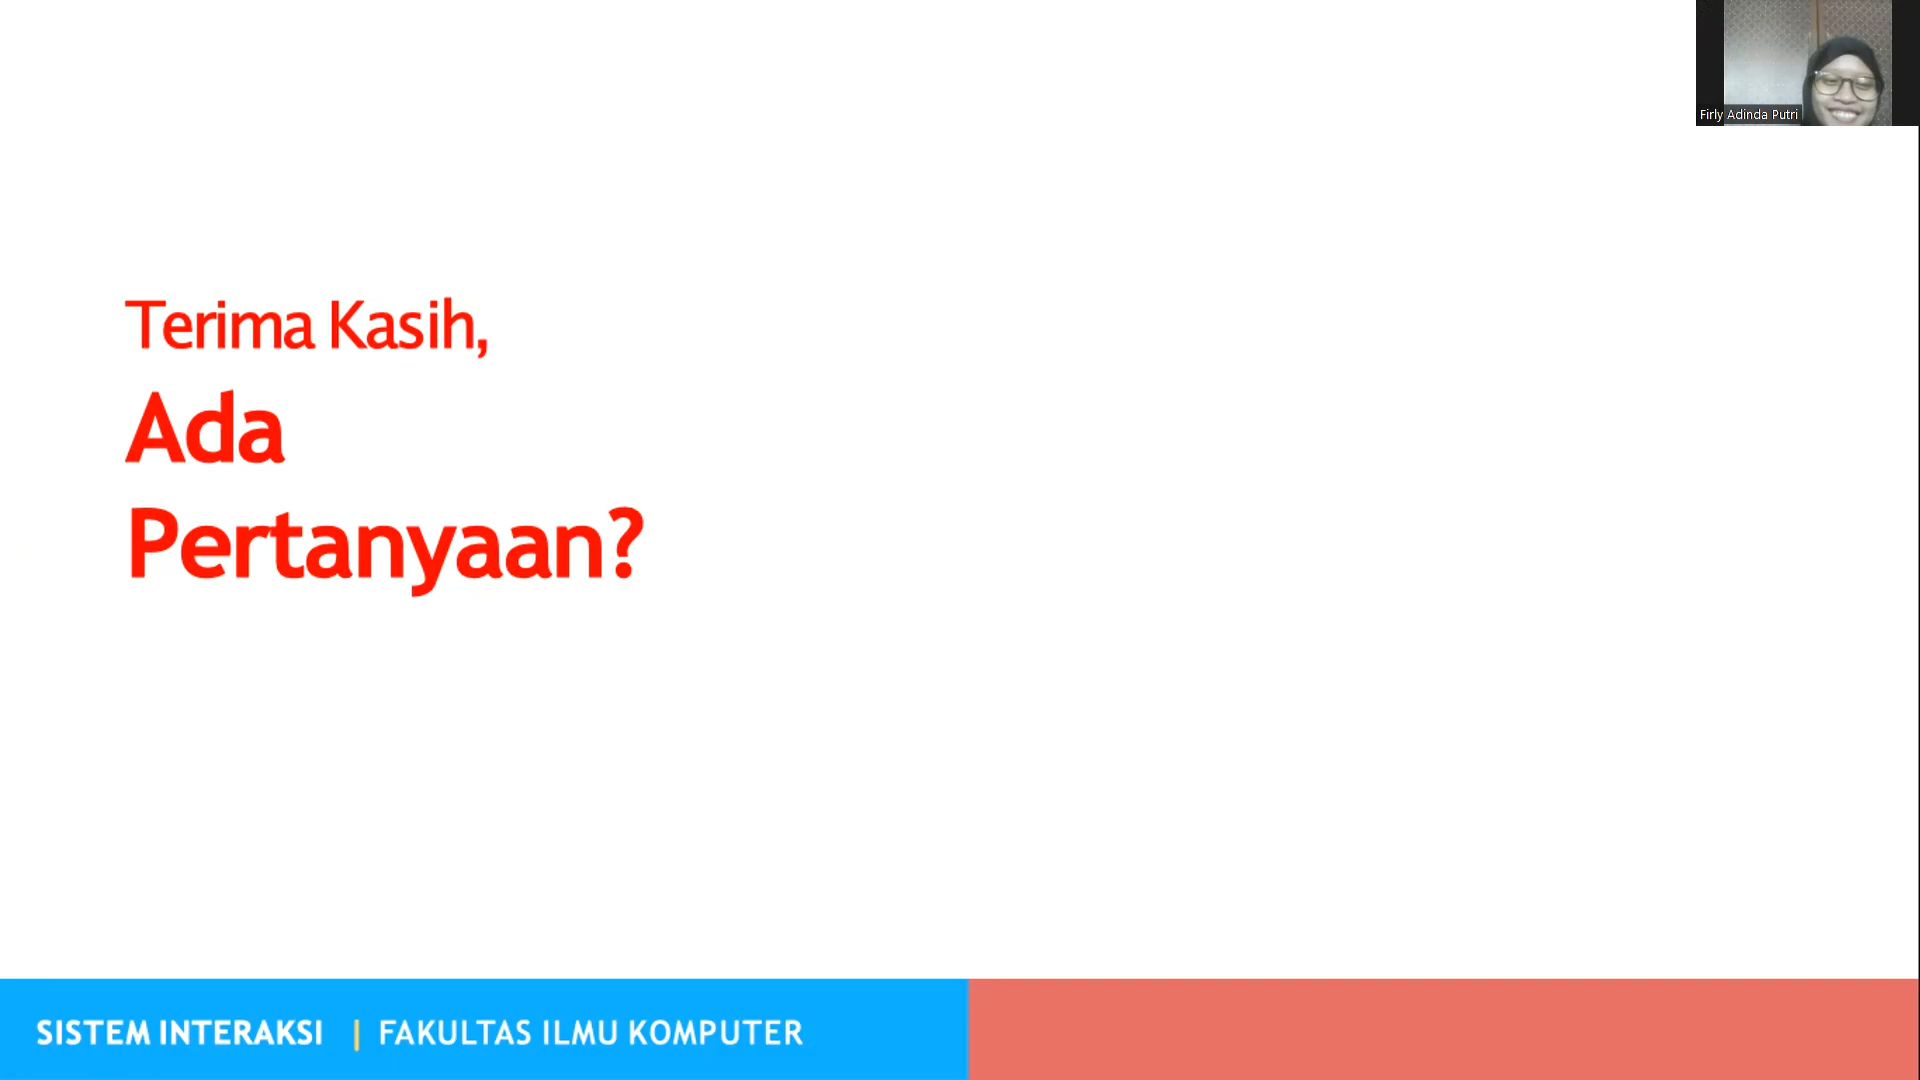 Firly Adinda Putri
Terima Kasih,
Ada
Pertanyaan?
SISTEM INTERAKSI | FAKULTAS ILMU KOMPUTER